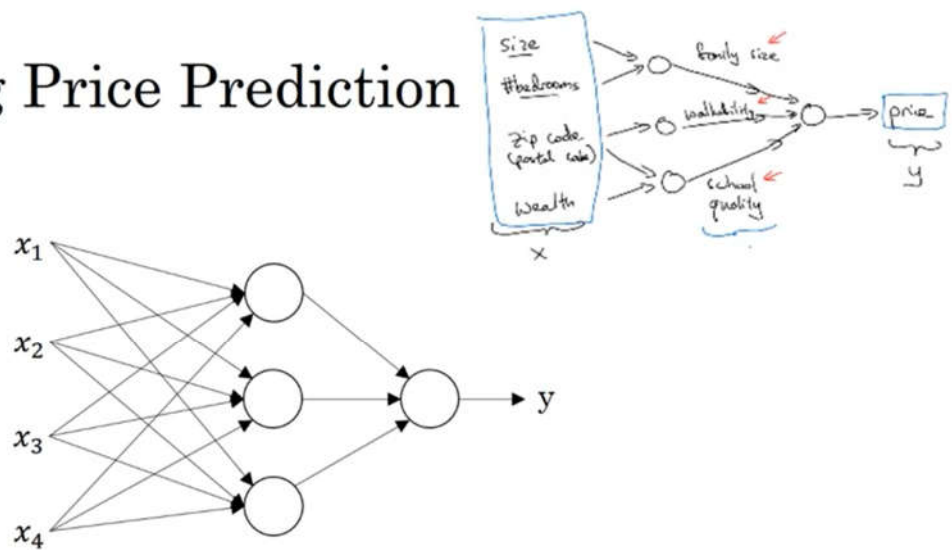 g Price Prediction
size
#bedrooms
zip code
(postal code)
wealth
x
family size
walkability
school
quality
price
y
x₁
x₂
x₃
x₄
y